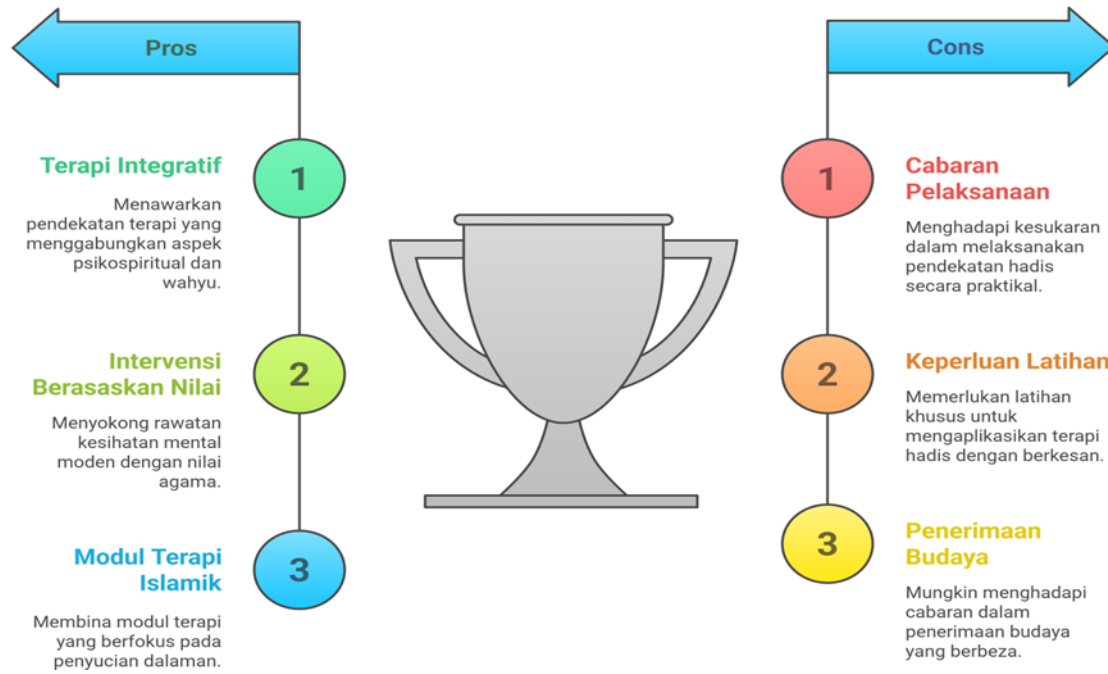 Pros
1
Terapi Integratif
Menawarkan
pendekatan terapi yang
menggabungkan aspek
psikospiritual dan
wahyu.
2
Intervensi
Berasaskan Nilai
Menyokong rawatan
kesihatan mental
moden dengan nilai
agama.
3
Modul Terapi
Islamik
Membina modul terapi
yang berfokus pada
penyucian dalaman.
Cons
1
Cabaran
Pelaksanaan
Menghadapi kesukaran
dalam melaksanakan
pendekatan hadis
secara praktikal.
2
Keperluan Latihan
Memerlukan latihan
khusus untuk
mengaplikasikan terapi
hadis dengan berkesan.
3
Penerimaan
Budaya
Mungkin menghadapi
cabaran dalam
penerimaan budaya
yang berbeza.